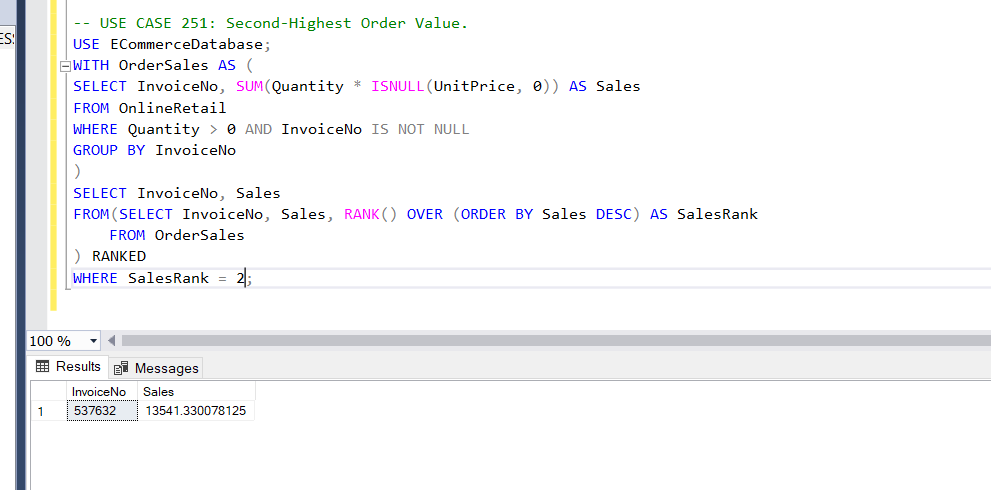 -- USE CASE 251: Second-Highest Order Value.
USE ECommerceDatabase;
WITH OrderSales AS (
SELECT InvoiceNo, SUM(Quantity * ISNULL(UnitPrice, 0)) AS Sales
FROM OnlineRetail
WHERE Quantity > 0 AND InvoiceNo IS NOT NULL
GROUP BY InvoiceNo
)
SELECT InvoiceNo, Sales
FROM(SELECT InvoiceNo, Sales, RANK() OVER (ORDER BY Sales DESC) AS SalesRank
FROM OrderSales
) RANKED
WHERE SalesRank = 2;
100 %
Results Messages
InvoiceNo Sales
1 537632 13541.330078125